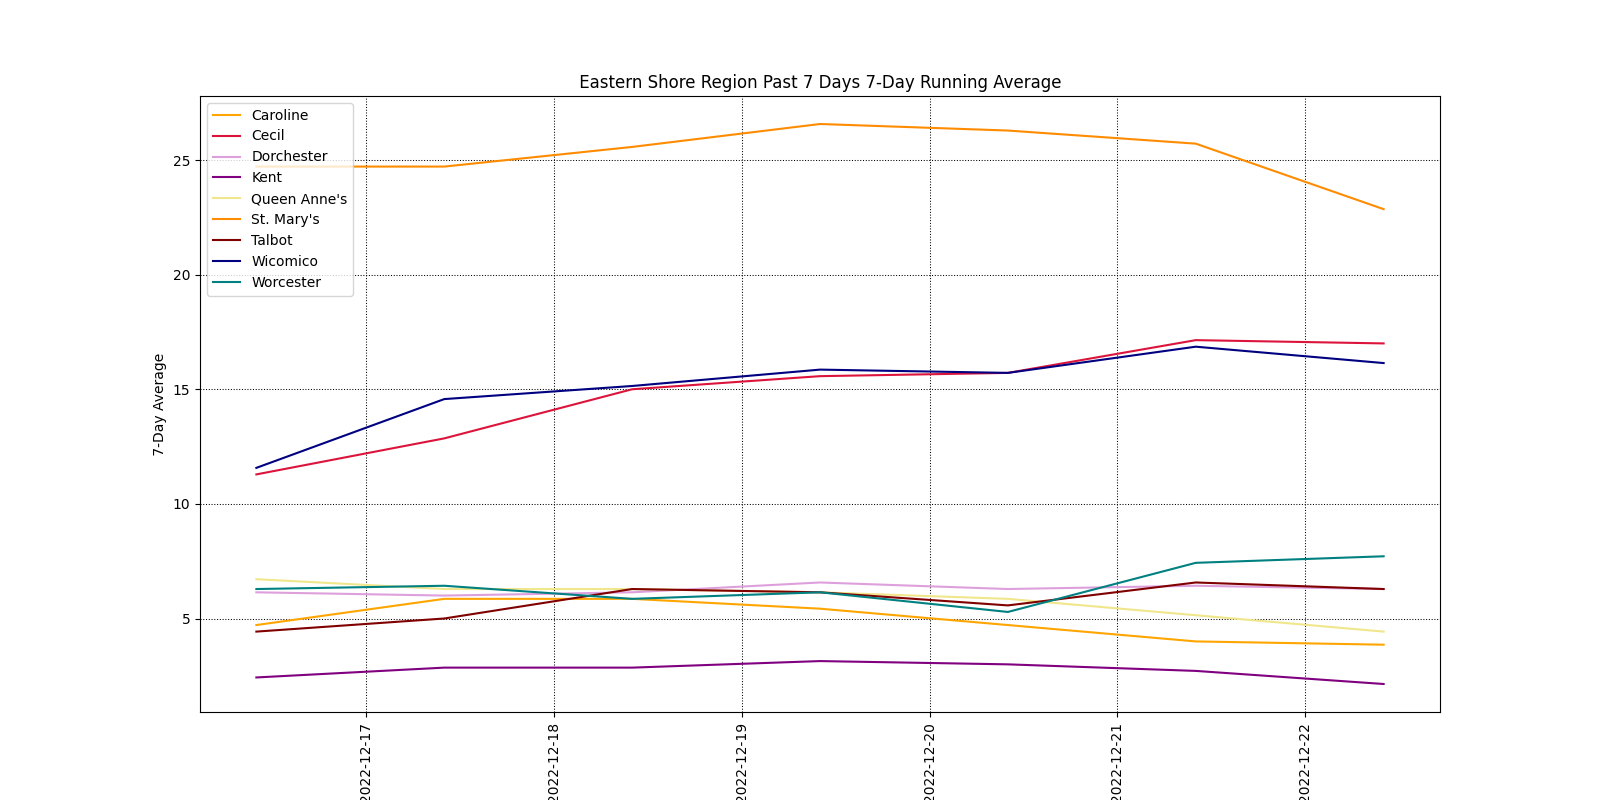 Eastern Shore Region Past 7 Days 7-Day Running Average
Caroline
Cecil
Dorchester
Kent
Queen Anne's
St. Mary's
Talbot
Wicomico
Worcester
25
20
15
10
5
7-Day Average
2022-12-17
2022-12-18
2022-12-19
2022-12-20
2022-12-21
2022-12-22